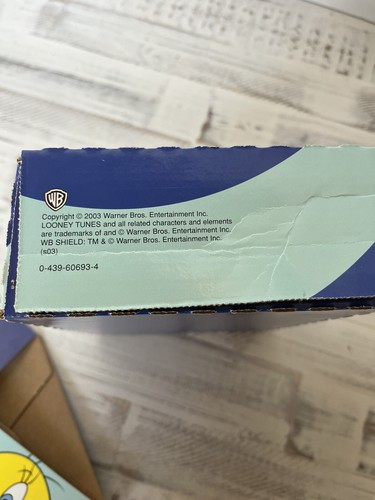 WB
Copyright © 2003 Warner Bros. Entertainment Inc.
LOONEY TUNES and all related characters and elements
are trademarks of and © Warner Bros. Entertainment Inc.
WB SHIELD: TM & © Warner Bros. Entertainment Inc.
(s03)
0-439-60693-4